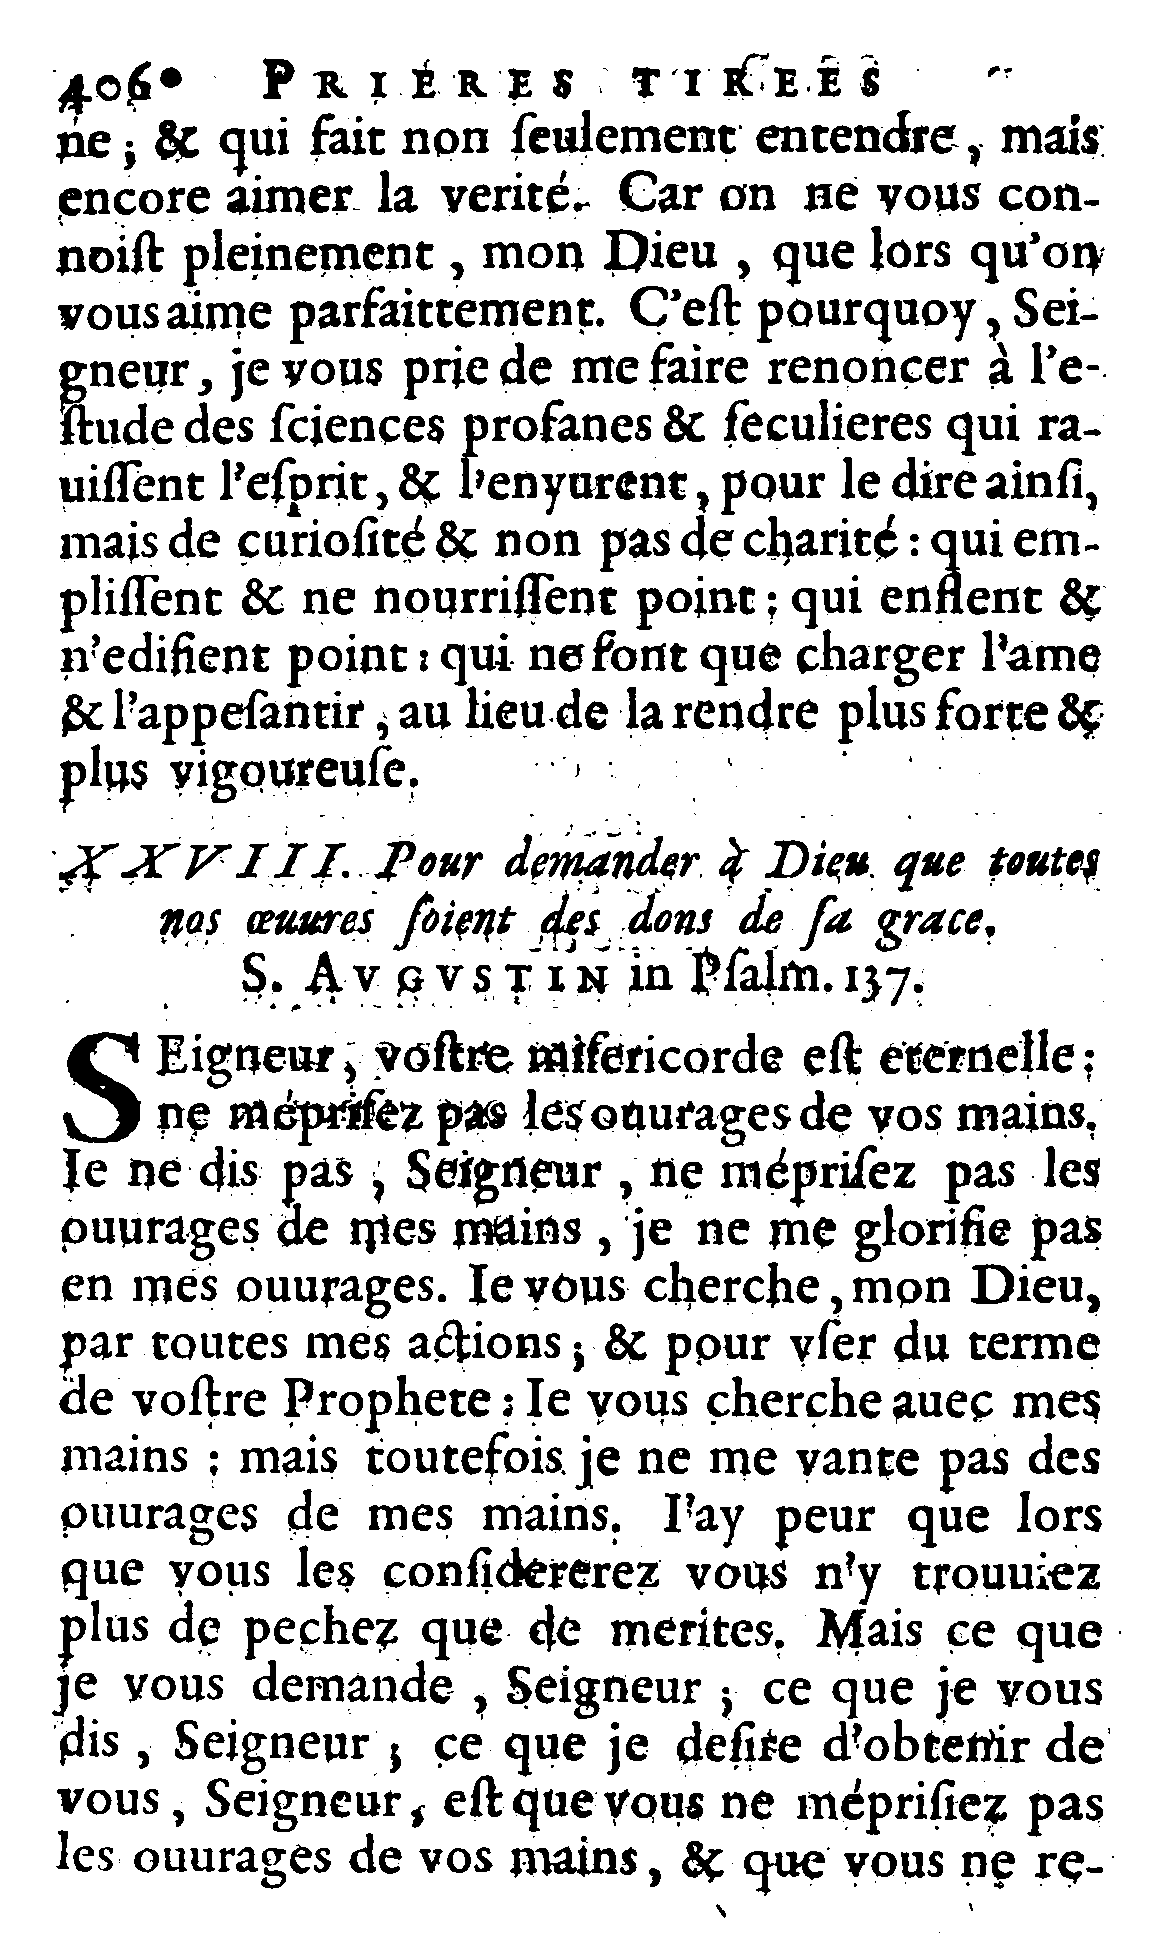 406 PRIÉRES TIRÉES
ne ; & qui fait non ſeulement entendre, mais
encore aimer la verité. Car on ne vous con-
noiſt pleinement , mon Dieu , que lors qu'on
vous aime parfaittement. C'eſt pourquoy, Sei-
gneur, je vous prie de me faire renoncer à l'e-
ſtude des ſciences profanes & ſeculieres qui ra-
uiſſent l'eſprit, & l'enyurent, pour le dire ainſi,
mais de curioſité & non pas de charité : qui em-
pliſſent & ne nourriſſent point ; qui enflent &
n'edifient point : qui ne font que charger l'ame
& l'appeſantir , au lieu de la rendre plus forte &
plus vigoureuſe.
XXVIII. Pour demander à Dieu que toutes
nos œuures ſoient des dons de ſa grace.
S. AVGVSTIN in Pſalm. 137.
SEigneur, voſtre miſericorde eſt eternelle ;
ne mépriſez pas les ouurages de vos mains.
Ie ne dis pas , Seigneur , ne mépriſez pas les
ouurages de mes mains , je ne me glorifie pas
en mes ouurages. Ie vous cherche, mon Dieu,
par toutes mes actions ; & pour vſer du terme
de voſtre Prophete : Ie vous cherche auec mes
mains : mais toutefois je ne me vante pas des
ouurages de mes mains. I'ay peur que lors
que vous les conſidererez vous n'y trouuiez
plus de pechez que de merites. Mais ce que
je vous demande , Seigneur ; ce que je vous
dis , Seigneur ; ce que je deſire d'obtenir de
vous , Seigneur, eſt que vous ne mépriſiez pas
les ouurages de vos mains, & que vous ne re-